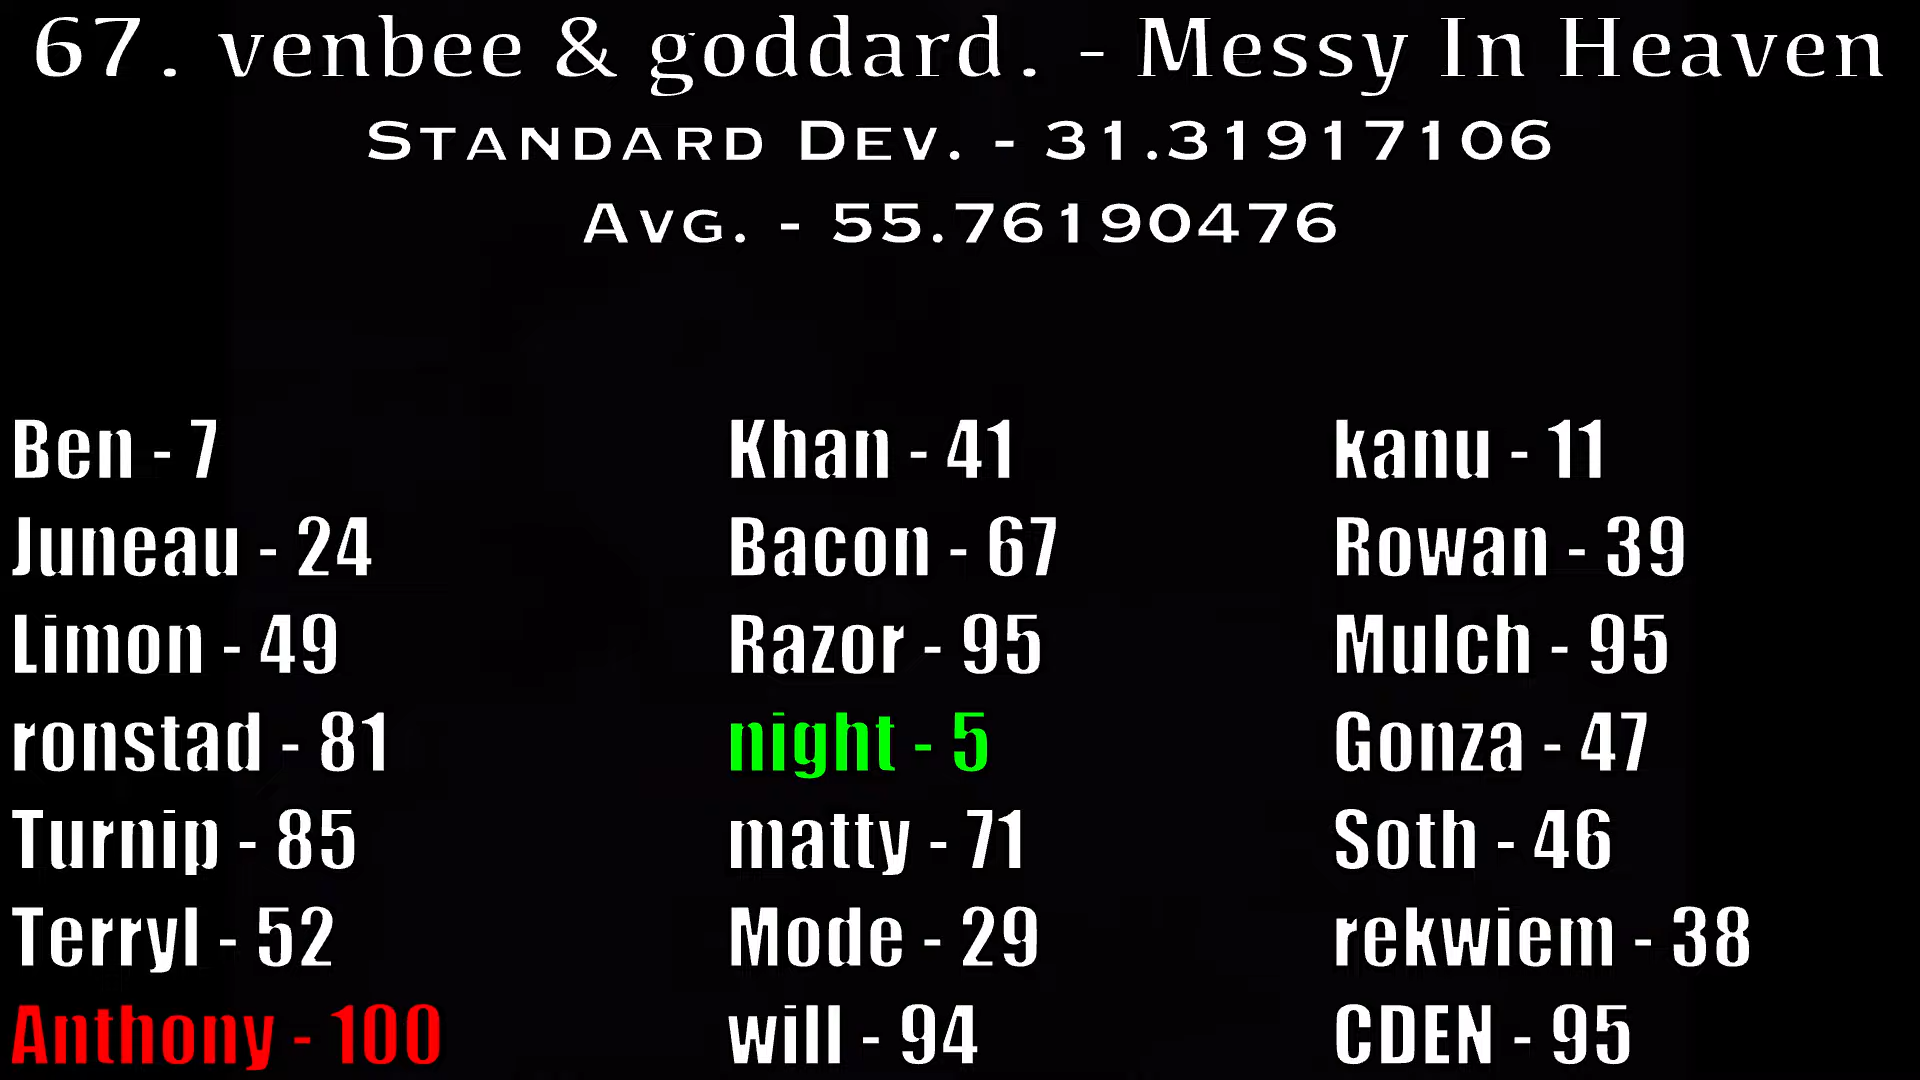 67. venbee & goddard. - Messy In Heaven
Standard Dev. - 31.31917106
Avg. - 55.76190476
Ben - 7
Juneau - 24
Limon - 49
ronstad - 81
Turnip - 85
Terryl - 52
Anthony - 100
Khan - 41
Bacon - 67
Razor - 95
night - 5
matty - 71
Mode - 29
will - 94
kanu - 11
Rowan - 39
Mulch - 95
Gonza - 47
Soth - 46
rekwiem - 38
CDEN - 95